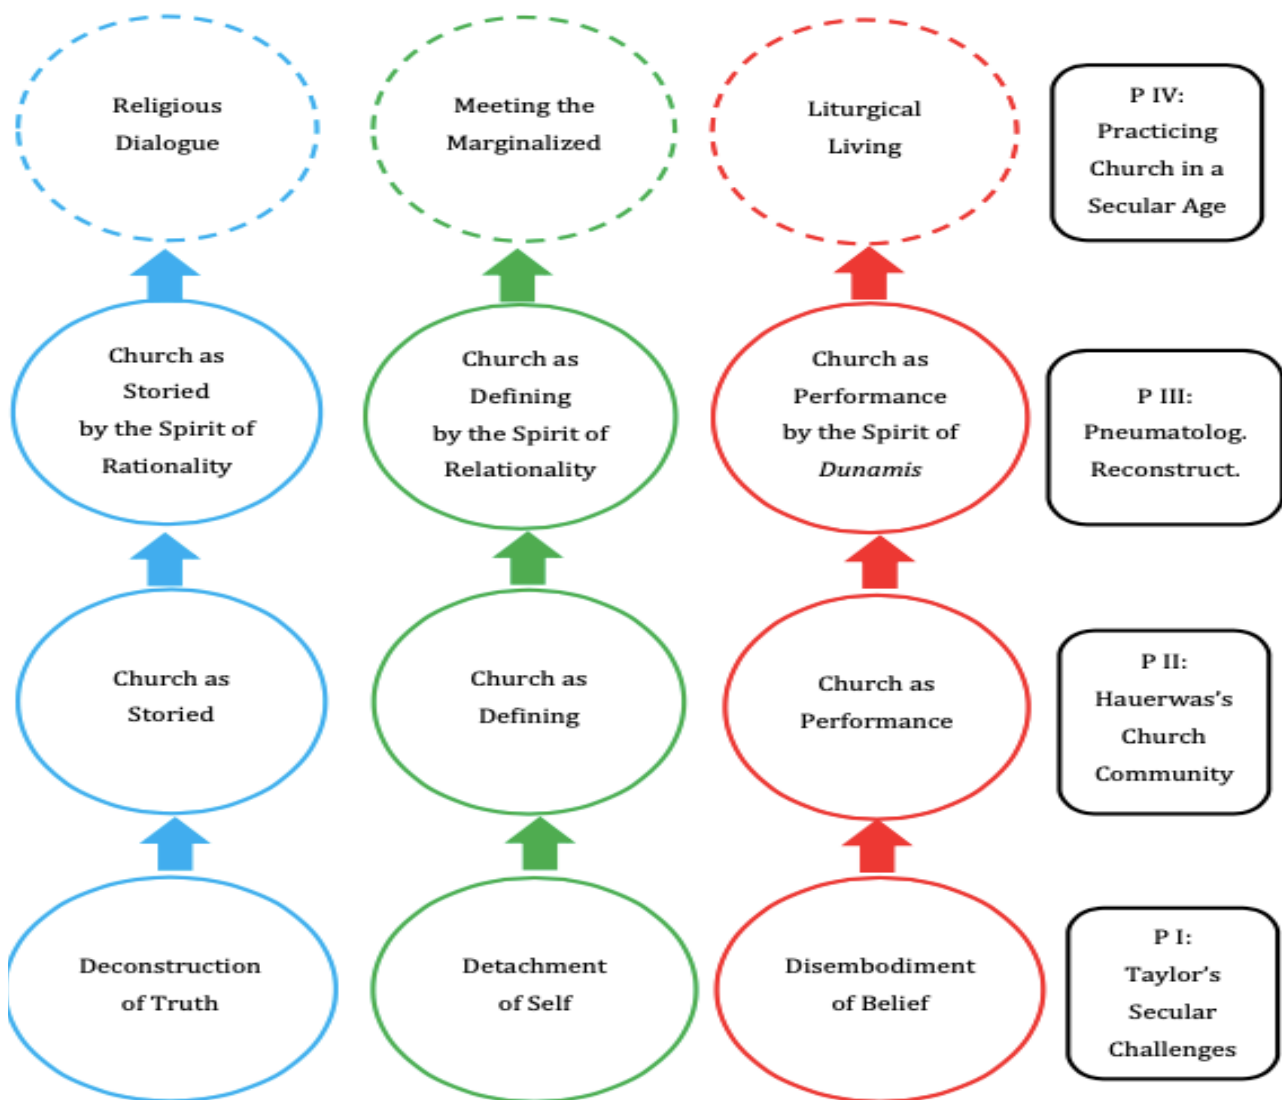 Religious
Dialogue
Meeting the
Marginalized
Liturgical
Living
P IV:
Practicing
Church in a
Secular Age
Church as
Storied
by the Spirit of
Rationality
Church as
Defining
by the Spirit of
Relationality
Church as
Performance
by the Spirit of
Dunamis
P III:
Pneumatolog.
Reconstruct.
Church as
Storied
Church as
Defining
Church as
Performance
P II:
Hauerwas’s
Church
Community
Deconstruction
of Truth
Detachment
of Self
Disembodiment
of Belief
P I:
Taylor’s
Secular
Challenges